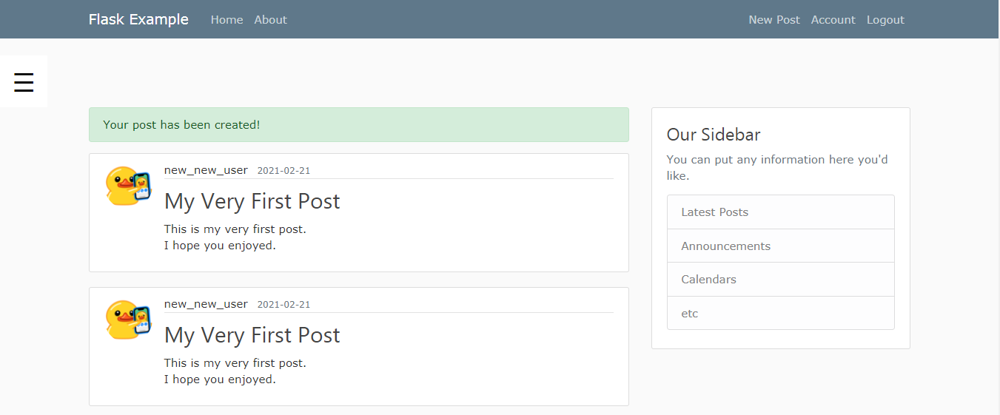 Flask Example Home About New Post Account Logout
Your post has been created!
new_new_user 2021-02-21
My Very First Post
This is my very first post.
I hope you enjoyed.
new_new_user 2021-02-21
My Very First Post
This is my very first post.
I hope you enjoyed.
Our Sidebar
You can put any information here you'd
like.
Latest Posts
Announcements
Calendars
etc